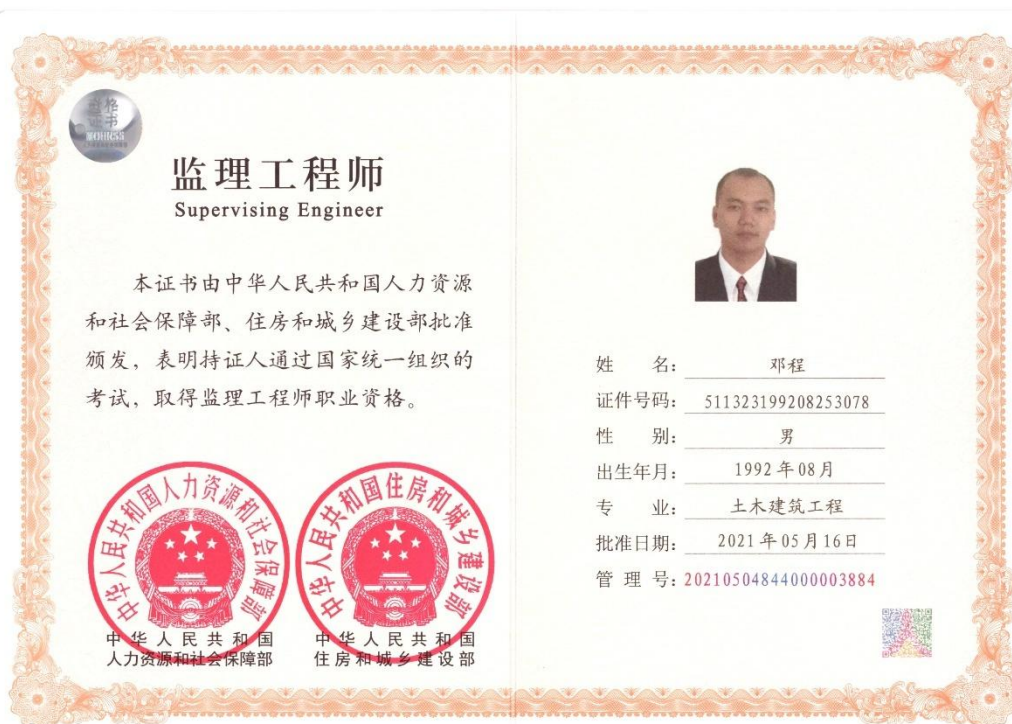 合格
证书
MOHRSS
监理工程师
Supervising Engineer
本证书由中华人民共和国人力资源
和社会保障部、住房和城乡建设部批准
颁发，表明持证人通过国家统一组织的
考试，取得监理工程师职业资格。
中华人民共和国人力资源和社会保障部
中华人民共和国住房和城乡建设部
中华人民共和国
人力资源和社会保障部
中华人民共和国
住房和城乡建设部
姓 名：邓程
证件号码：511323199208253078
性 别：男
出生年月：1992年08月
专 业：土木建筑工程
批准日期：2021年05月16日
管 理 号：20210504844000003884